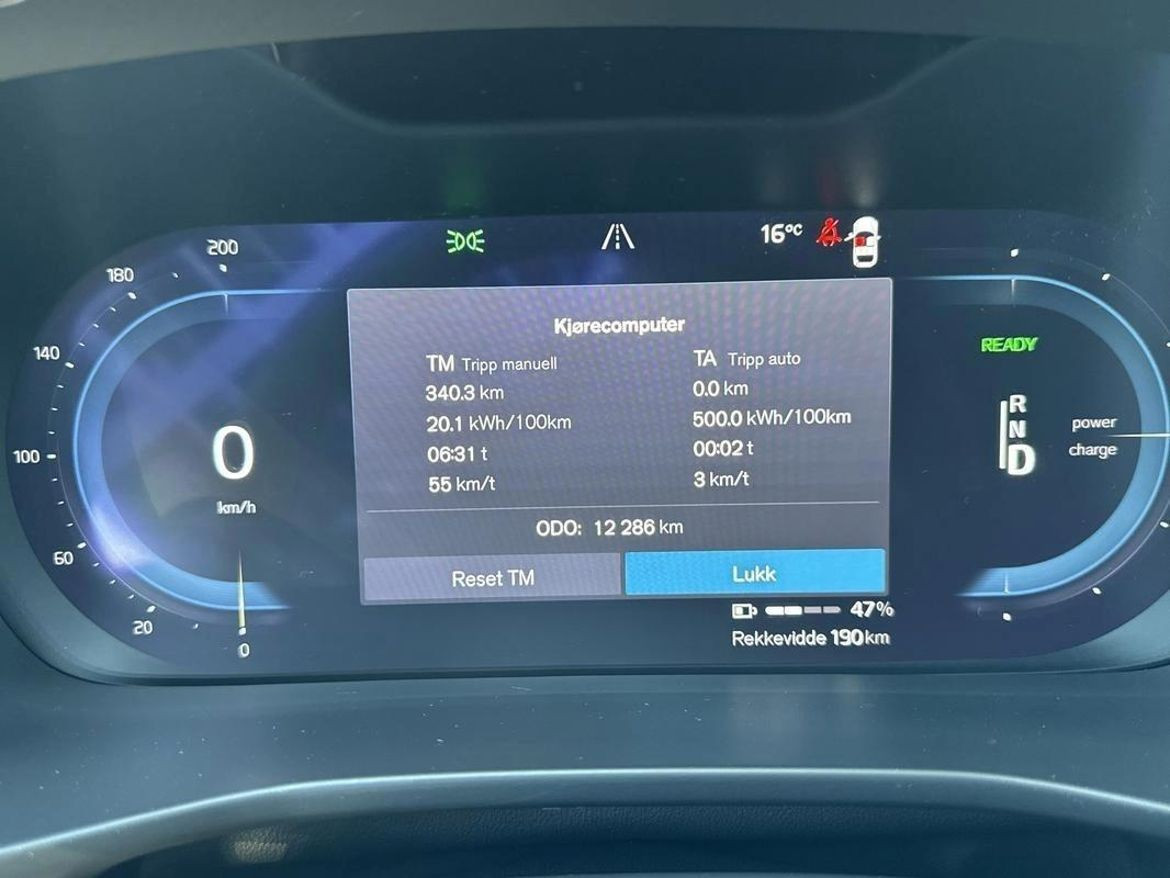 200
180
140
100
60
20
0
0
km/h
16°C
Kjørecomputer
TM Tripp manuell
340.3 km
20.1 kWh/100km
06:31 t
55 km/t
TA Tripp auto
0.0 km
500.0 kWh/100km
00:02 t
3 km/t
ODO: 12 286 km
Reset TM
Lukk
47%
Rekkevidde 190km
READY
R
N
D
power
charge